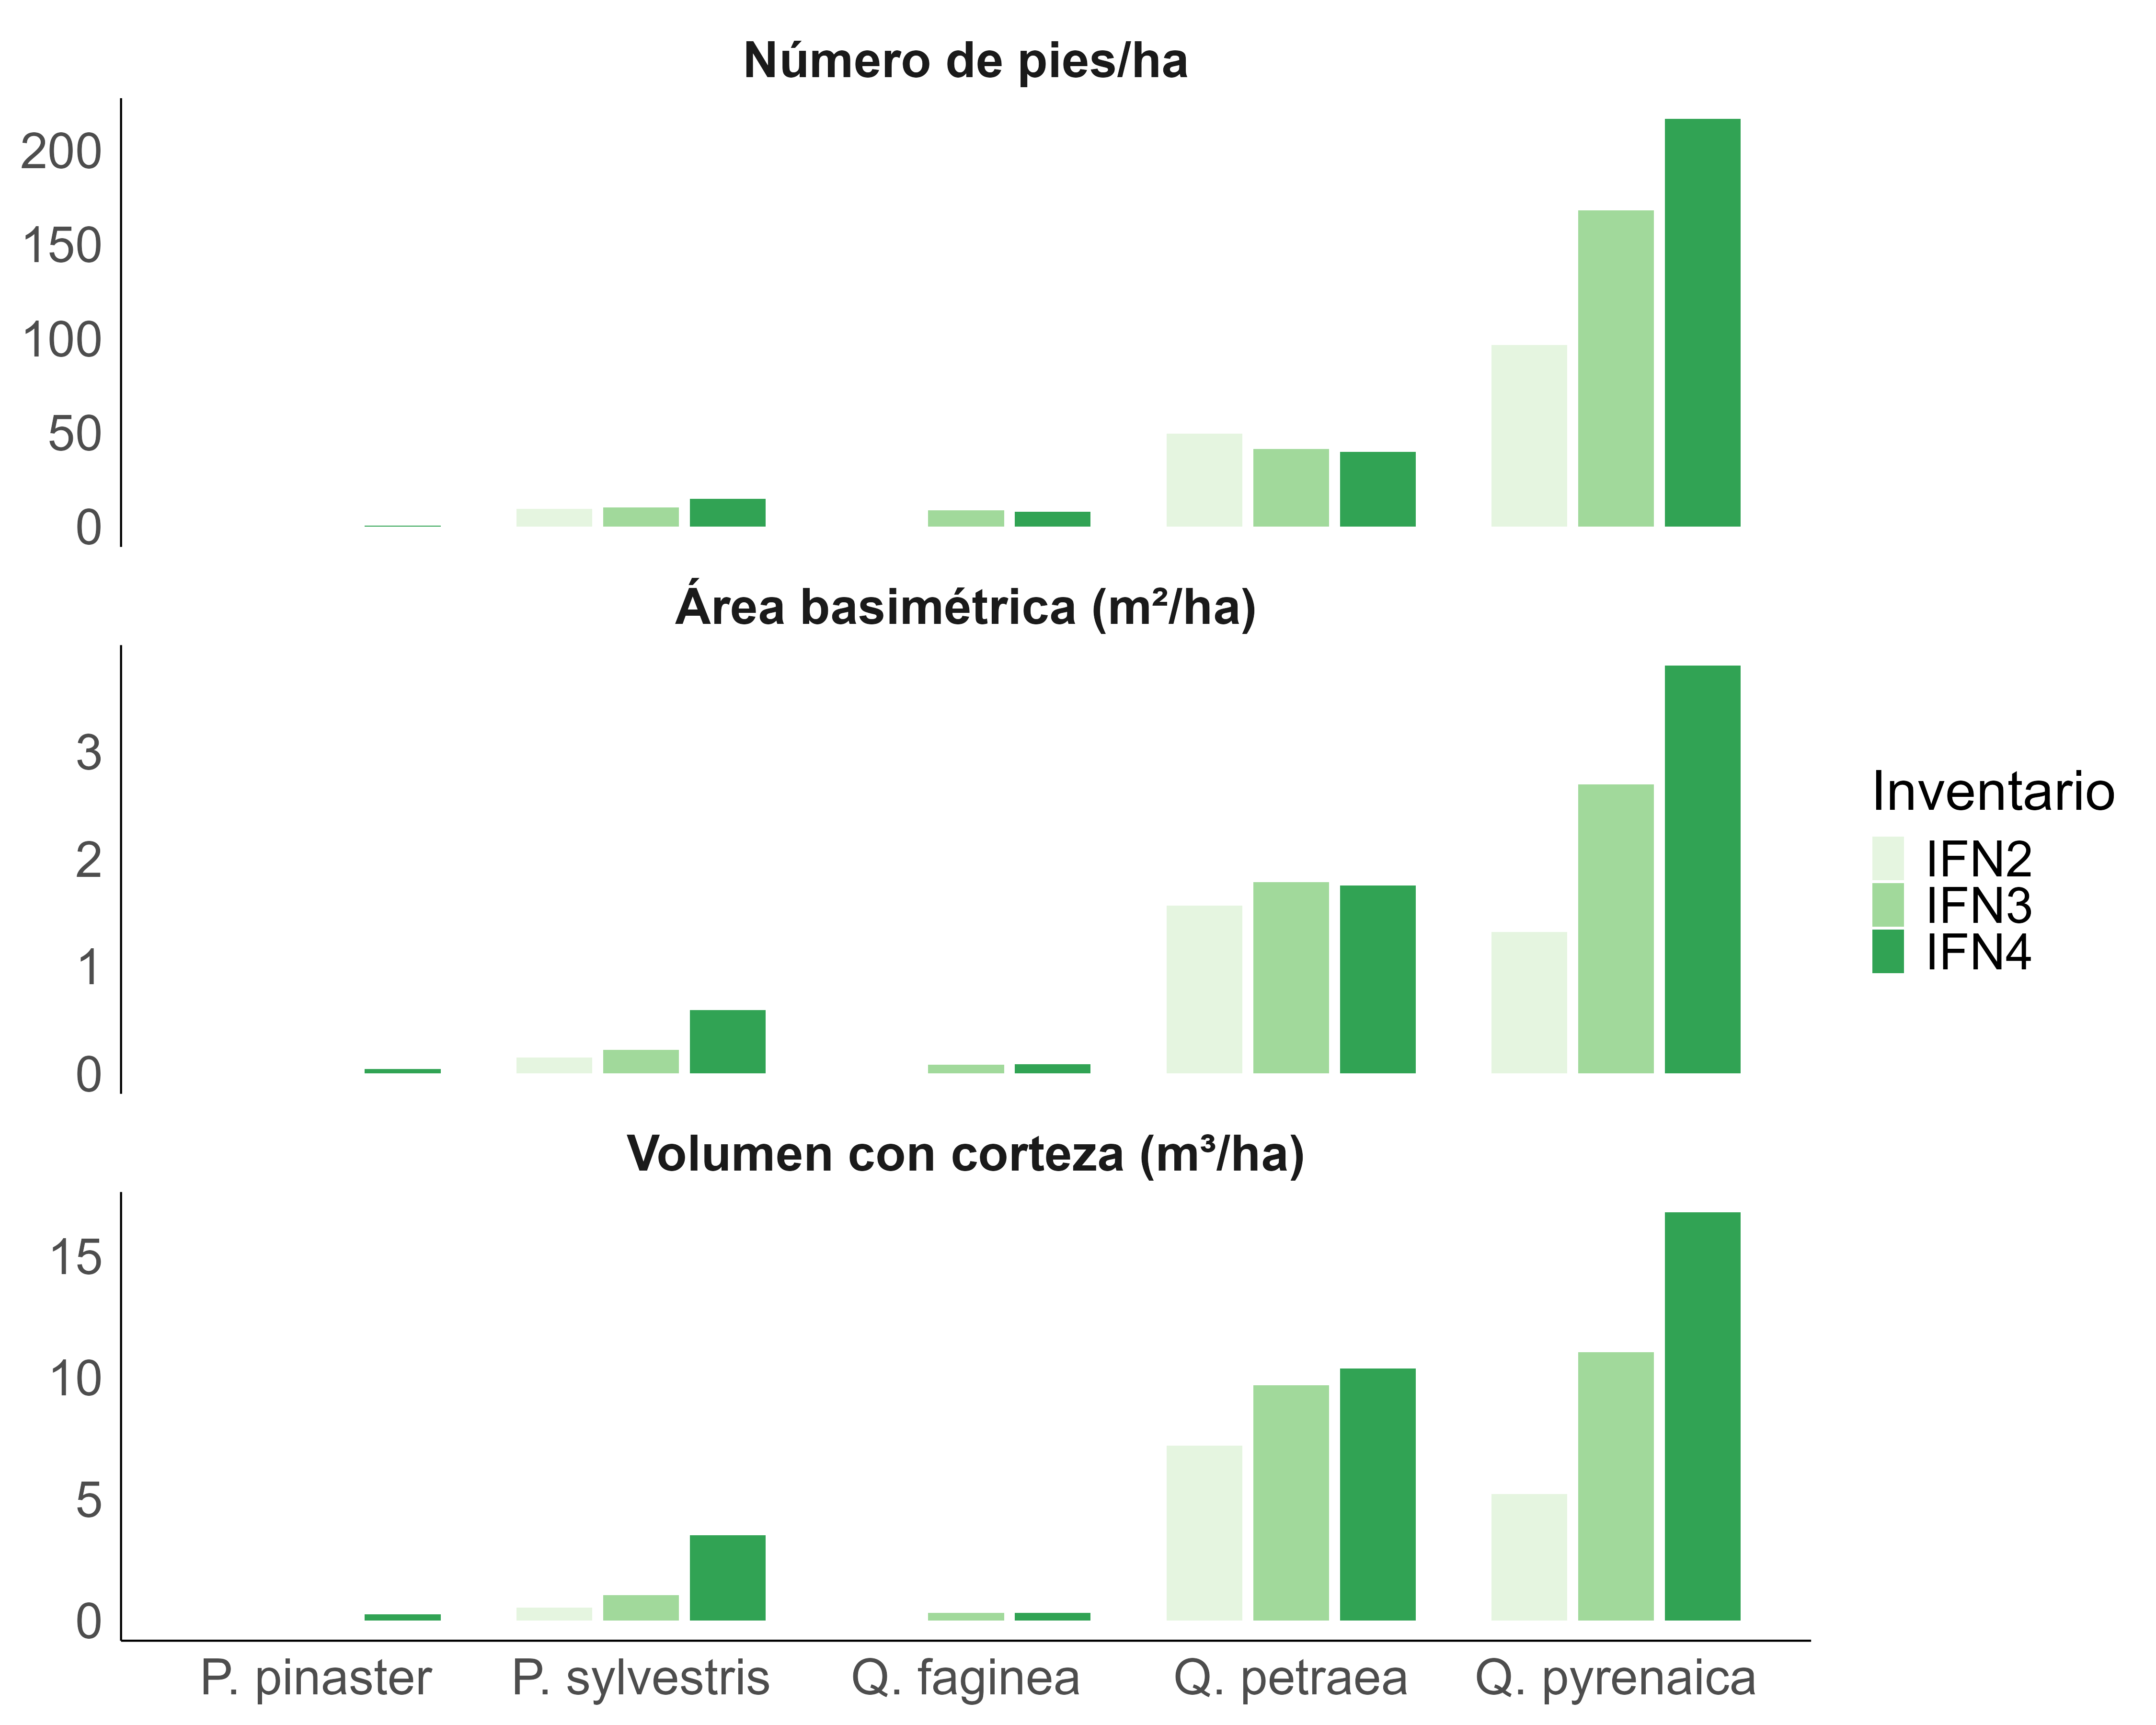 Número de pies/ha
200
150
100
50
0
Área basimétrica (m²/ha)
3
2
1
0
Volumen con corteza (m³/ha)
15
10
5
0
P. pinaster P. sylvestris Q. faginea Q. petraea Q. pyrenaica
Inventario
IFN2
IFN3
IFN4